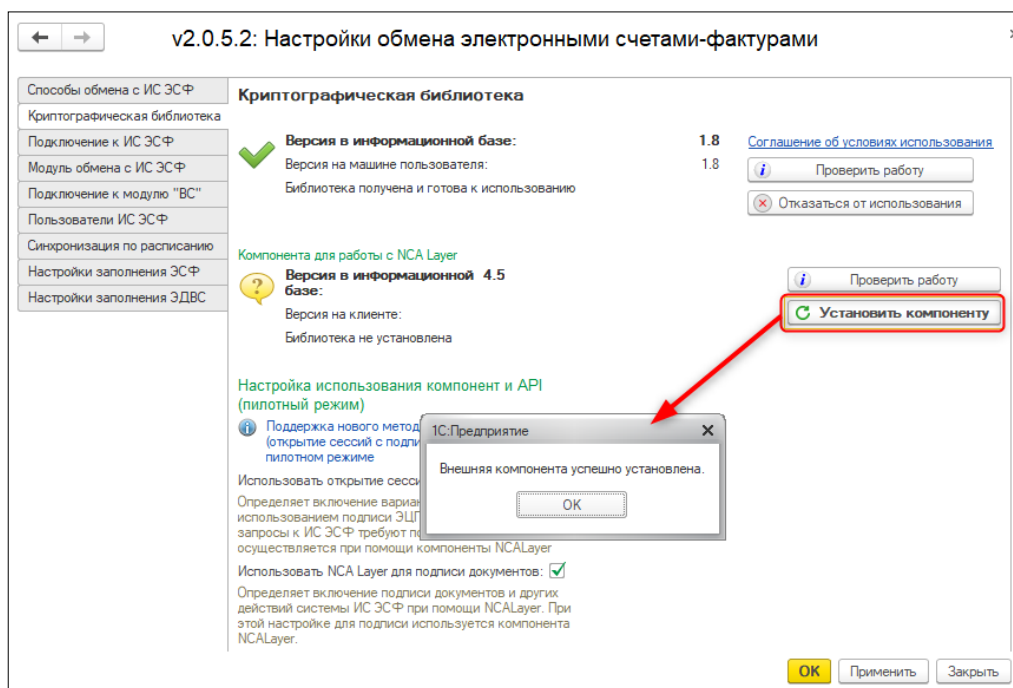 v2.0.5.2: Настройки обмена электронными счетами-фактурами
Способы обмена с ИС ЭСФ
Криптографическая библиотека
Подключение к ИС ЭСФ
Модуль обмена с ИС ЭСФ
Подключение к модулю "ВС"
Пользователи ИС ЭСФ
Синхронизация по расписанию
Настройки заполнения ЭСФ
Настройки заполнения ЭДВС
Криптографическая библиотека
Версия в информационной базе: 1.8
Версия на машине пользователя: 1.8
Библиотека получена и готова к использованию
Соглашение об условиях использования
Проверить работу
Отказаться от использования
Компонента для работы с NCA Layer
Версия в информационной 4.5
базе:
Версия на клиенте:
Библиотека не установлена
Проверить работу
Установить компоненту
Настройка использования компонент и API
(пилотный режим)
Поддержка нового метод
(открытие сессий с подпи
пилотном режиме
Использовать открытие сесси
Определяет включение вариан
использованием подписи ЭЦП
запросы к ИС ЭСФ требуют по
осуществляется при помощи компоненты NCALayer
Использовать NCA Layer для подписи документов:
Определяет включение подписи документов и других
действий системы ИС ЭСФ при помощи NCALayer. При
этой настройке для подписи используется компонента
NCALayer.
1С:Предприятие
Внешняя компонента успешно установлена.
ОК
ОК
Применить
Закрыть